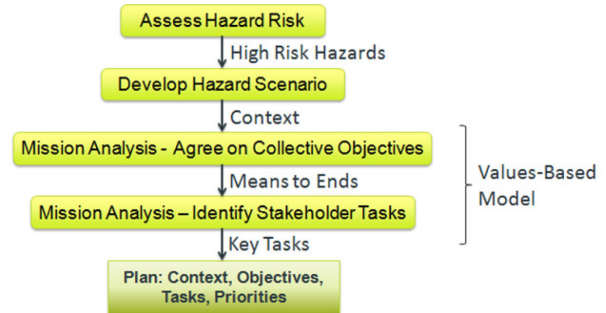 Assess Hazard Risk
High Risk Hazards
Develop Hazard Scenario
Context
Mission Analysis - Agree on Collective Objectives
Means to Ends
Mission Analysis – Identify Stakeholder Tasks
Key Tasks
Plan: Context, Objectives,
Tasks, Priorities
Values-Based
Model